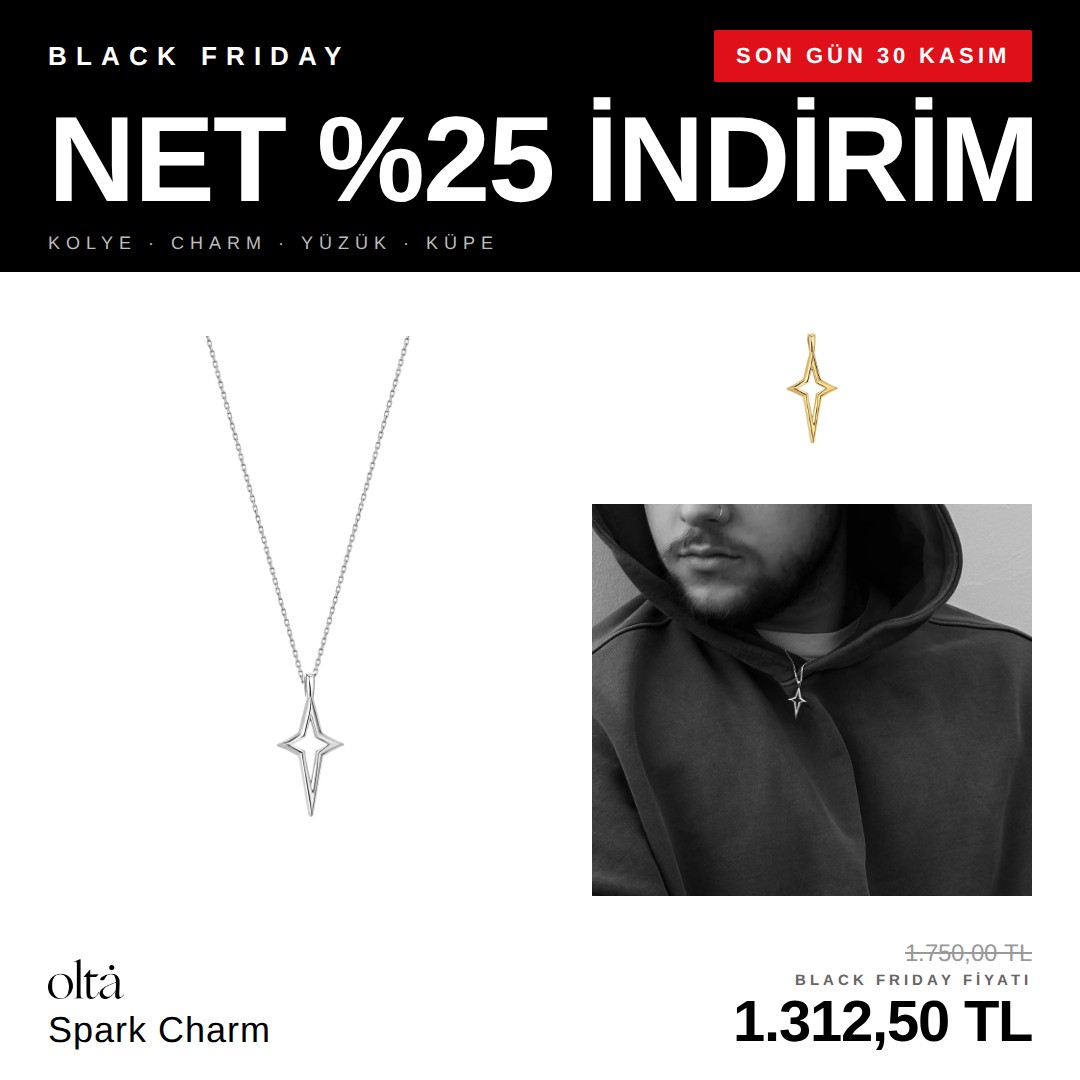 BLACK FRIDAY
SON GÜN 30 KASIM
NET %25 İNDİRİM
KOLYE · CHARM · YÜZÜK · KÜPE
olta
Spark Charm
1.750,00 TL
BLACK FRIDAY FİYATI
1.312,50 TL